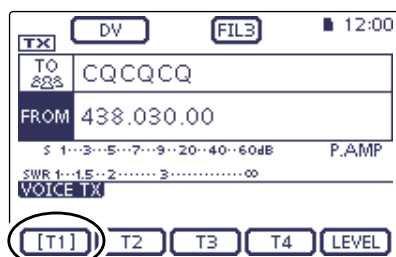 DV FIL3 12:00
TX
TO CQCQCQ
FROM 438.030.00
S 1···3···5···7···9···20···40···60dB P.AMP
SWR 1···1.5···2········3·············∞
VOICE TX
[T1] T2 T3 T4 LEVEL